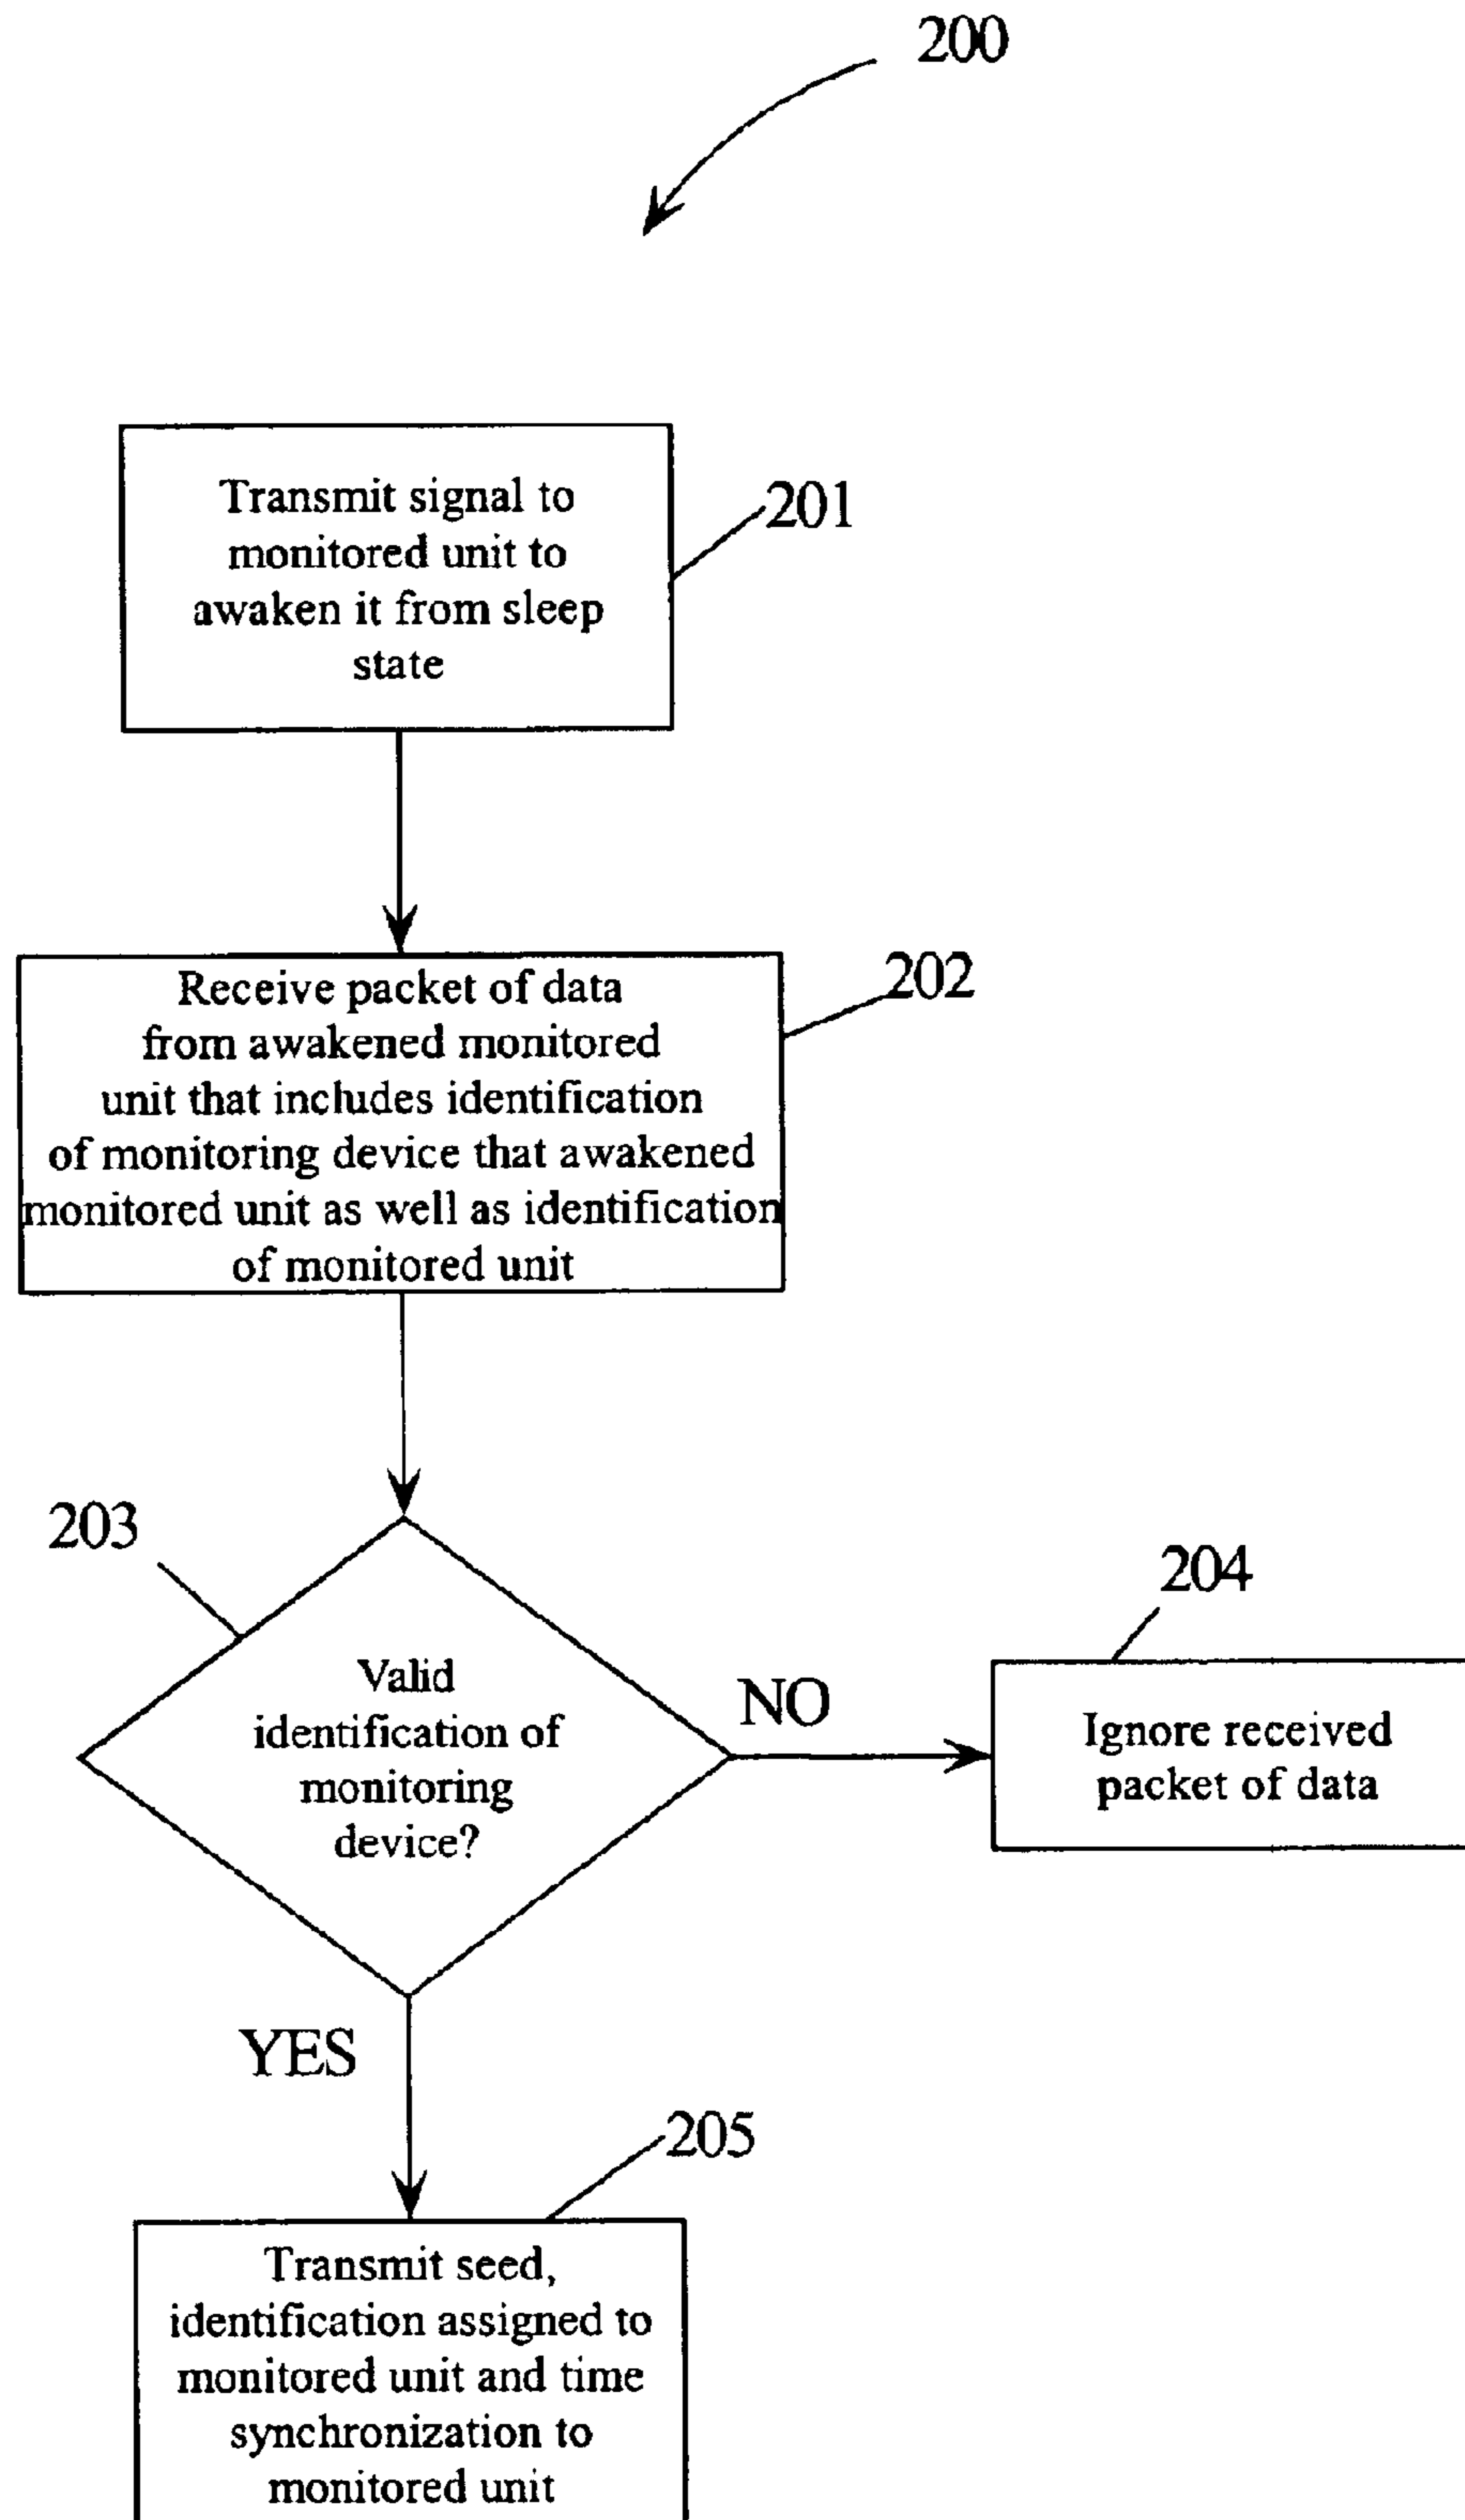 200
Transmit signal to
monitored unit to
awaken it from sleep
state
201
Receive packet of data
from awakened monitored
unit that includes identification
of monitoring device that awakened
monitored unit as well as identification
of monitored unit
202
203
Valid
identification of
monitoring
device?
NO
204
Ignore received
packet of data
YES
205
Transmit seed,
identification assigned to
monitored unit and time
synchronization to
monitored unit